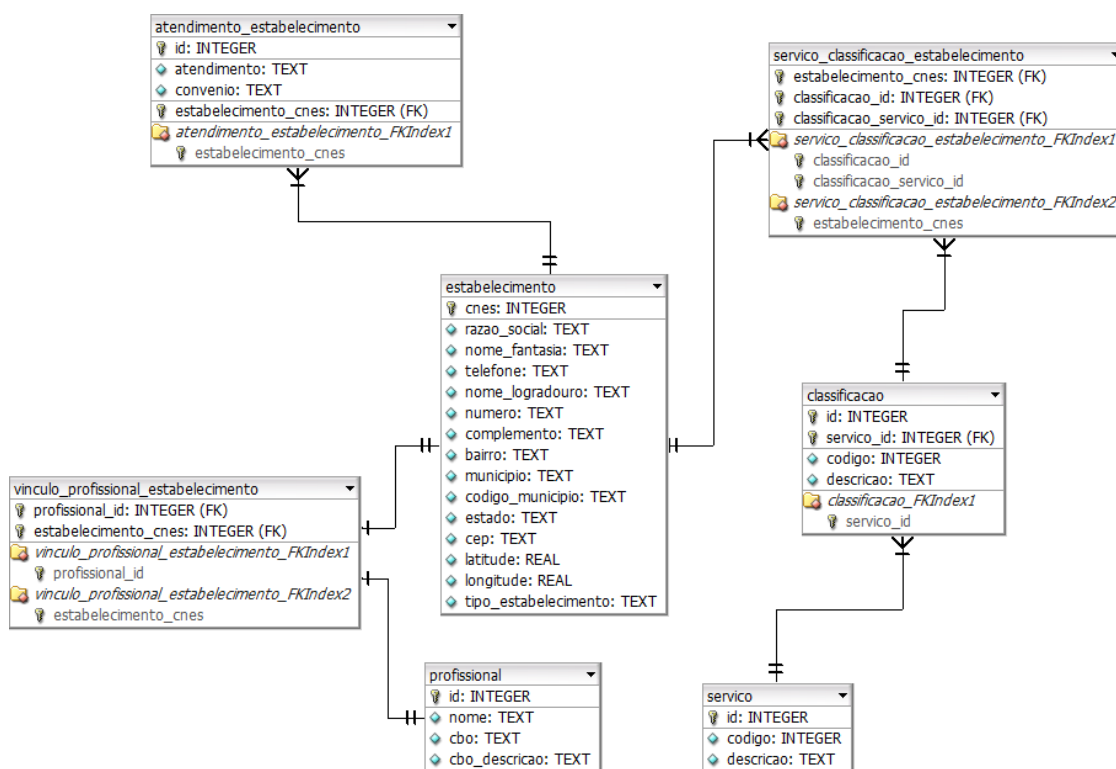 atendimento_estabelecimento
id: INTEGER
atendimento: TEXT
convenio: TEXT
estabelecimento_cnes: INTEGER (FK)
atendimento_estabelecimento_FKIndex1
estabelecimento_cnes
servico_classificacao_estabelecimento
estabelecimento_cnes: INTEGER (FK)
classificacao_id: INTEGER (FK)
classificacao_servico_id: INTEGER (FK)
servico_classificacao_estabelecimento_FKIndex1
classificacao_id
classificacao_servico_id
servico_classificacao_estabelecimento_FKIndex2
estabelecimento_cnes
estabelecimento
cnes: INTEGER
razao_social: TEXT
nome_fantasia: TEXT
telefone: TEXT
nome_logradouro: TEXT
numero: TEXT
complemento: TEXT
bairro: TEXT
municipio: TEXT
codigo_municipio: TEXT
estado: TEXT
cep: TEXT
latitude: REAL
longitude: REAL
tipo_estabelecimento: TEXT
classificacao
id: INTEGER
servico_id: INTEGER (FK)
codigo: INTEGER
descricao: TEXT
classificacao_FKIndex1
servico_id
vinculo_profissional_estabelecimento
profissional_id: INTEGER (FK)
estabelecimento_cnes: INTEGER (FK)
vinculo_profissional_estabelecimento_FKIndex1
profissional_id
vinculo_profissional_estabelecimento_FKIndex2
estabelecimento_cnes
profissional
id: INTEGER
nome: TEXT
cbo: TEXT
cbo_descricao: TEXT
servico
id: INTEGER
codigo: INTEGER
descricao: TEXT